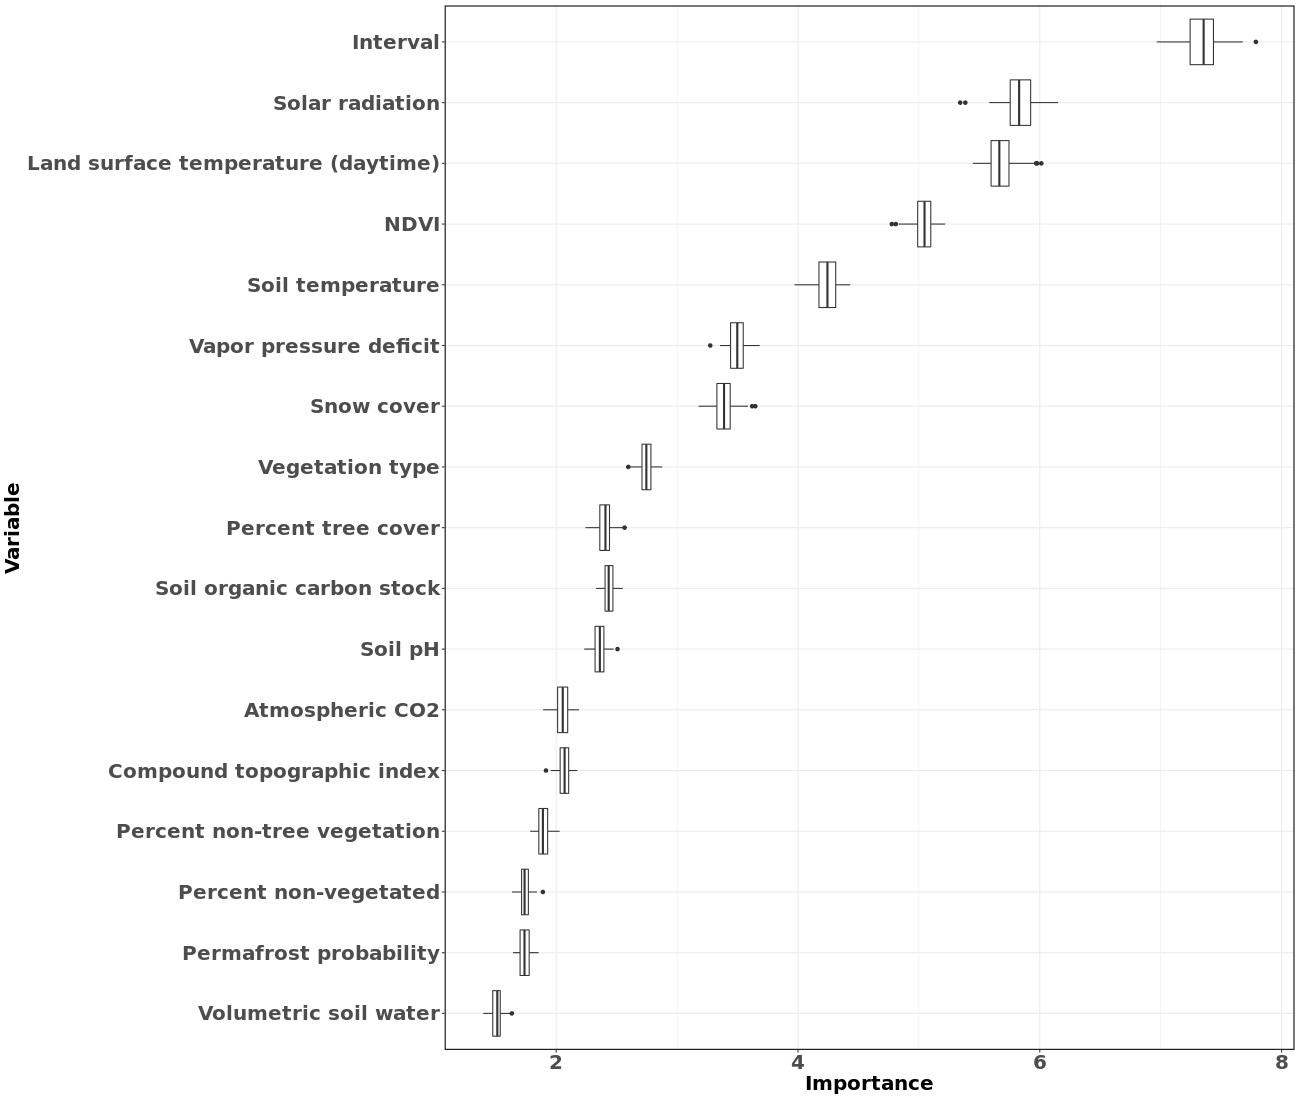 Interval
Solar radiation
Land surface temperature (daytime)
NDVI
Soil temperature
Vapor pressure deficit
Snow cover
Vegetation type
Percent tree cover
Soil organic carbon stock
Soil pH
Atmospheric CO2
Compound topographic index
Percent non-tree vegetation
Percent non-vegetated
Permafrost probability
Volumetric soil water
Variable
2 4 6 8
Importance